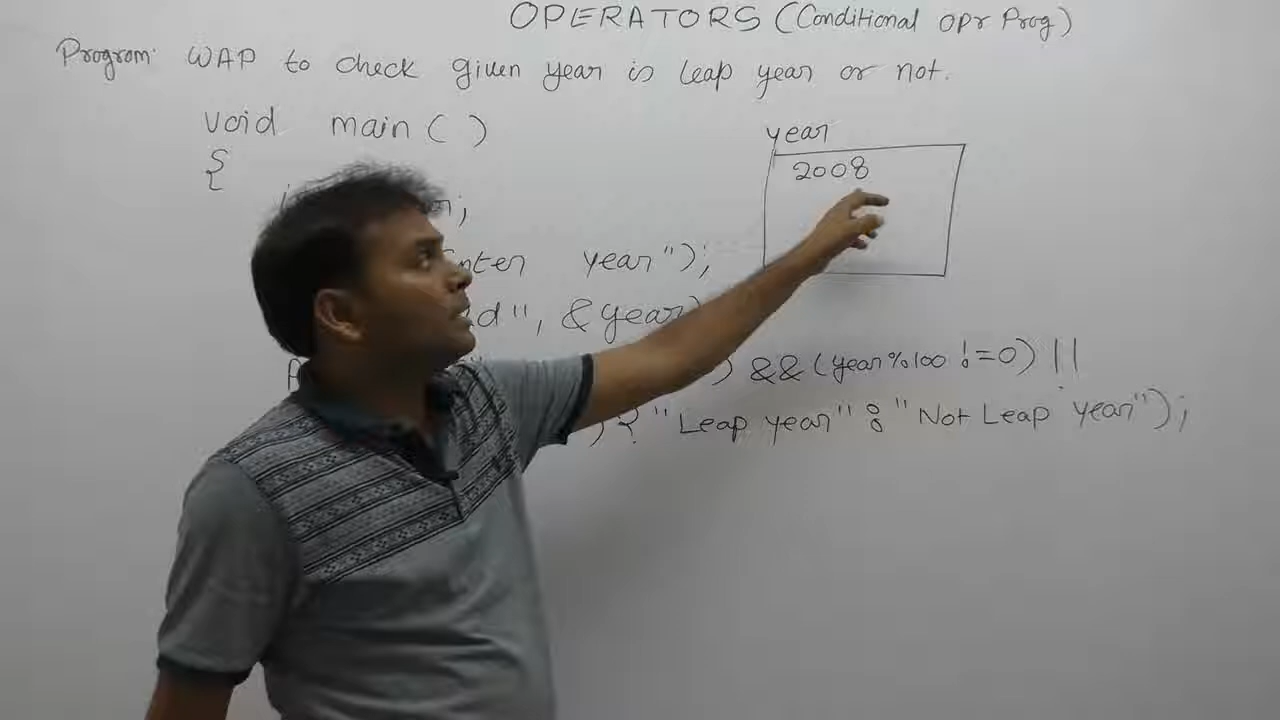 OPERATORS (Conditional opr Prog)
Program: WAP to check given year is leap year or not.
void main ( )
year
{
2008
nter year");
d", &year)
) && (year%100 !=0) ||
) ? "Leap year" : "Not Leap year");